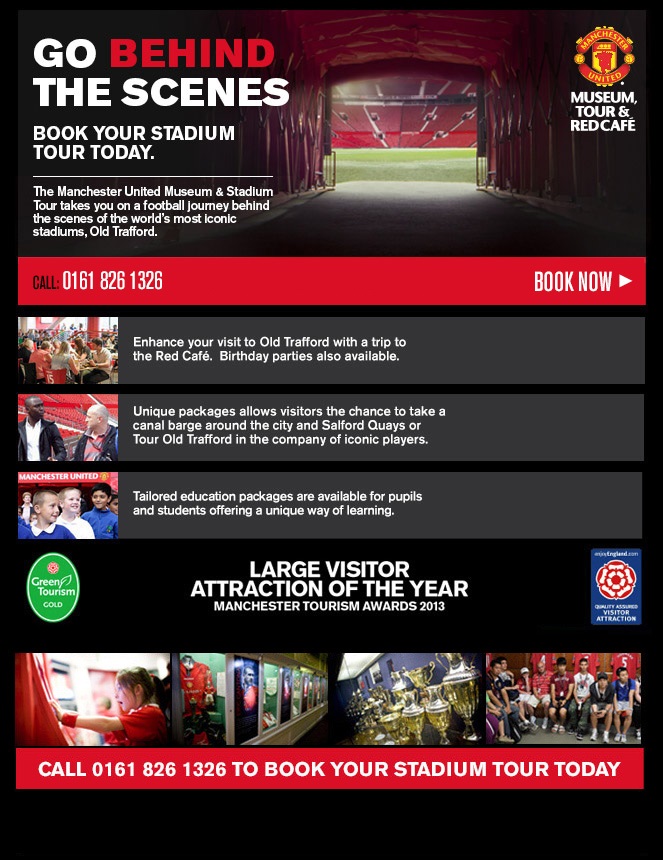 GO BEHIND
THE SCENES
BOOK YOUR STADIUM
TOUR TODAY.
The Manchester United Museum & Stadium
Tour takes you on a football journey behind
the scenes of the world's most iconic
stadiums, Old Trafford.
MANCHESTER
UNITED
MUSEUM,
TOUR &
RED CAFÉ
CALL: 0161 826 1326
BOOK NOW
Enhance your visit to Old Trafford with a trip to
the Red Café. Birthday parties also available.
Unique packages allows visitors the chance to take a
canal barge around the city and Salford Quays or
Tour Old Trafford in the company of iconic players.
MANCHESTER UNITED
Tailored education packages are available for pupils
and students offering a unique way of learning.
Green
Tourism
GOLD
LARGE VISITOR
ATTRACTION OF THE YEAR
MANCHESTER TOURISM AWARDS 2013
enjoyEngland.com
QUALITY ASSURED
VISITOR
ATTRACTION
CALL 0161 826 1326 TO BOOK YOUR STADIUM TOUR TODAY